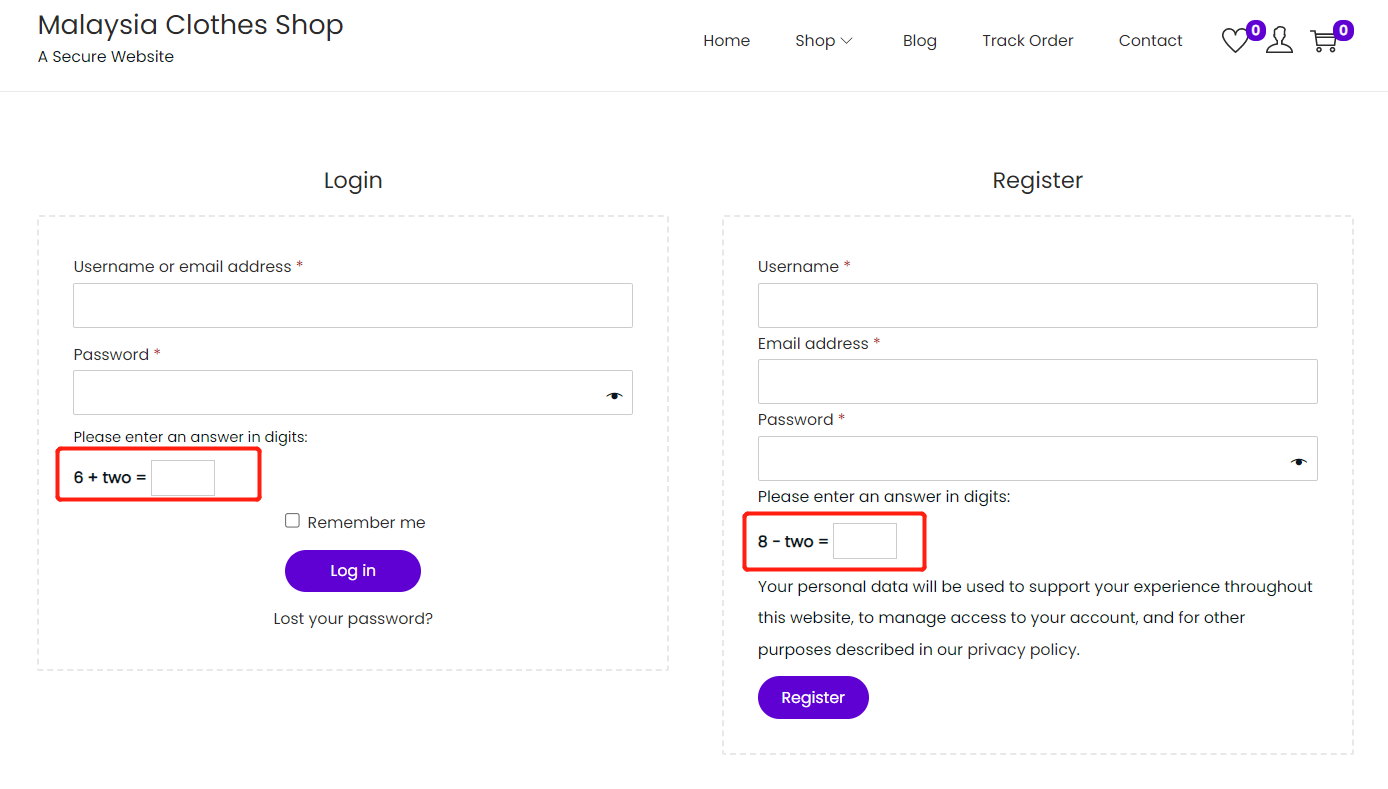 Malaysia Clothes Shop
A Secure Website
Home Shop Blog Track Order Contact 0 0
Login
Username or email address *
Password *
Please enter an answer in digits:
6 + two =
Remember me
Log in
Lost your password?
Register
Username *
Email address *
Password *
Please enter an answer in digits:
8 - two =
Your personal data will be used to support your experience throughout
this website, to manage access to your account, and for other
purposes described in our privacy policy.
Register